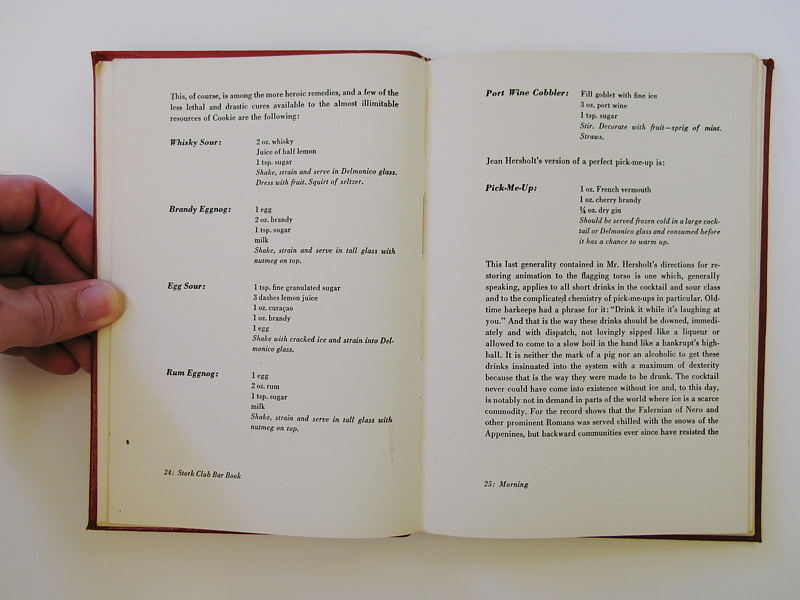 This, of course, is among the more heroic remedies, and a few of the
less lethal and drastic cures available to the almost illimitable
resources of Cookie are the following:
Whisky Sour: 2 oz. whisky
Juice of half lemon
1 tsp. sugar
Shake, strain and serve in Delmonico glass.
Dress with fruit. Squirt of seltzer.
Brandy Eggnog: 1 egg
2 oz. brandy
1 tsp. sugar
milk
Shake, strain and serve in tall glass with
nutmeg on top.
Egg Sour: 1 tsp. fine granulated sugar
3 dashes lemon juice
1 oz. curaçao
1 oz. brandy
1 egg
Shake with cracked ice and strain into Del-
monico glass.
Rum Eggnog: 1 egg
2 oz. rum
1 tsp. sugar
milk
Shake, strain and serve in tall glass with
nutmeg on top.
24: Stork Club Bar Book
Port Wine Cobbler: Fill goblet with fine ice
3 oz. port wine
1 tsp. sugar
Stir. Decorate with fruit—sprig of mint.
Straws.
Jean Hersholt's version of a perfect pick-me-up is:
Pick-Me-Up: 1 oz. French vermouth
1 oz. cherry brandy
¾ oz. dry gin
Should be served frozen cold in a large cock-
tail or Delmonico glass and consumed before
it has a chance to warm up.
This last generality contained in Mr. Hersholt's directions for re-
storing animation to the flagging torso is one which, generally
speaking, applies to all short drinks in the cocktail and sour class
and to the complicated chemistry of pick-me-ups in particular. Old-
time barkeeps had a phrase for it: "Drink it while it's laughing at
you." And that is the way these drinks should be downed, immedi-
ately and with dispatch, not lovingly sipped like a liqueur or
allowed to come to a slow boil in the hand like a bankrupt's high-
ball. It is neither the mark of a pig nor an alcoholic to get these
drinks insinuated into the system with a maximum of dexterity
because that is the way they were made to be drunk. The cocktail
never could have come into existence without ice and, to this day,
is notably not in demand in parts of the world where ice is a scarce
commodity. For the record shows that the Falernian of Nero and
other prominent Romans was served chilled with the snows of the
Appenines, but backward communities ever since have resisted the
25: Morning